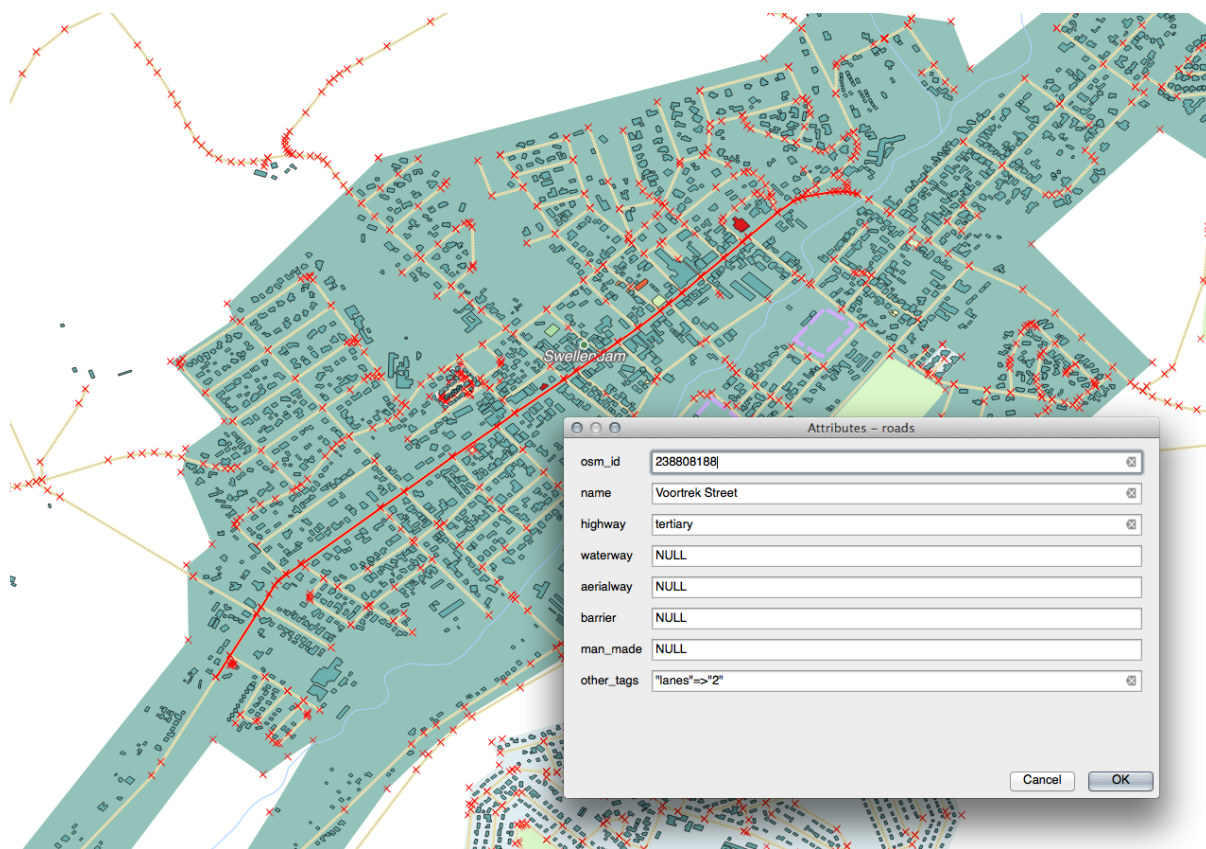 Swellendam
Attributes – roads
osm_id 238808188
name Voortrek Street
highway tertiary
waterway NULL
aerialway NULL
barrier NULL
man_made NULL
other_tags "lanes"=>"2"
Cancel OK